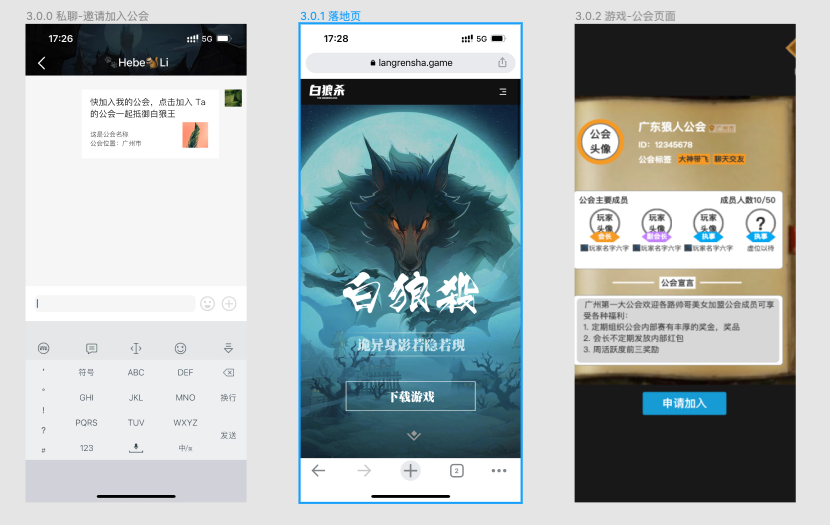 3.0.0 私聊-邀请加入公会
17:26
5G
Hebe Li
快加入我的公会，点击加入 Ta
的公会一起抵御白狼王
这是公会名称
公会位置：广州市
，
符号
ABC
DEF
。
GHI
JKL
MNO
换行
!
PQRS
TUV
WXYZ
?
发送
#
123
中/
3.0.1 落地页
17:28
5G
langrensha.game
白狼杀
白狼殺
诡异身影若隐若现
下载游戏
2
3.0.2 游戏-公会页面
公会
头像
广东狼人公会
ID：12345678
公会标签
大神带飞
聊天交友
公会主要成员
成员人数10/50
玩家
头像
会长
玩家名字六字
玩家
头像
副会长
玩家名字六字
玩家
头像
执事
玩家名字六字
?
执事
虚位以待
公会宣言
广州第一大公会欢迎各路帅哥美女加盟公会成员可享
受各种福利：
1. 定期组织公会内部赛有丰厚的奖金，奖品
2. 会长不定期发放内部红包
3. 周活跃度前三奖励
申请加入